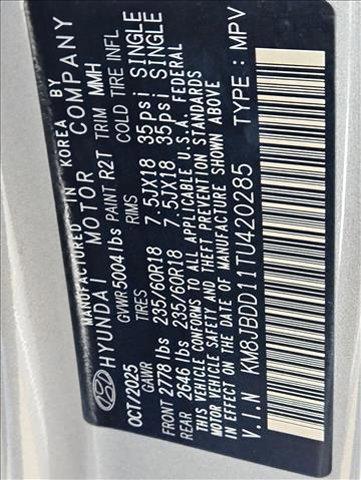 MANUFACTURED IN KOREA BY
HYUNDAI MOTOR COMPANY
OCT/2025 GVWR 5004 lbs PAINT R2T TRIM MMH
GAWR TIRES RIMS COLD TIRE INFL
FRONT 2778 lbs 235/60R18 7.5JX18 35psi SINGLE
REAR 2646 lbs 235/60R18 7.5JX18 35psi SINGLE
THIS VEHICLE CONFORMS TO ALL APPLICABLE U.S.A. FEDERAL
MOTOR VEHICLE SAFETY AND THEFT PREVENTION STANDARDS
IN EFFECT ON THE DATE OF MANUFACTURE SHOWN ABOVE
V.I.N KM8JBDD11TU420285 TYPE : MPV